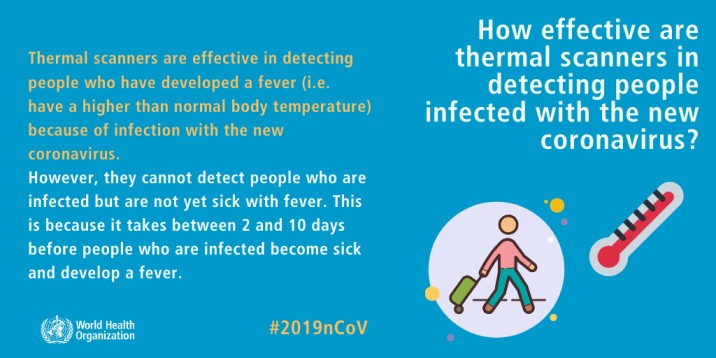 How effective are
thermal scanners in
detecting people
infected with the new
coronavirus?
Thermal scanners are effective in detecting
people who have developed a fever (i.e.
have a higher than normal body temperature)
because of infection with the new
coronavirus.
However, they cannot detect people who are
infected but are not yet sick with fever. This
is because it takes between 2 and 10 days
before people who are infected become sick
and develop a fever.
World Health
Organization
#2019nCoV